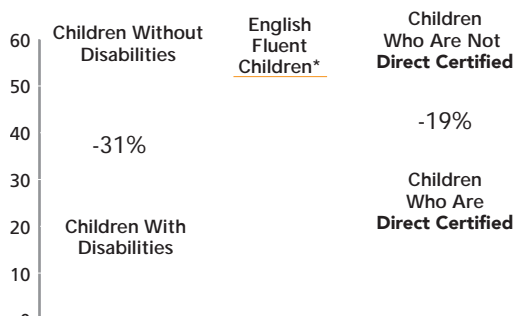 60
50
40
30
20
10
0
Children Without
Disabilities
-31%
Children With
Disabilities
English
Fluent
Children*
Children
Who Are Not
Direct Certified
-19%
Children
Who Are
Direct Certified